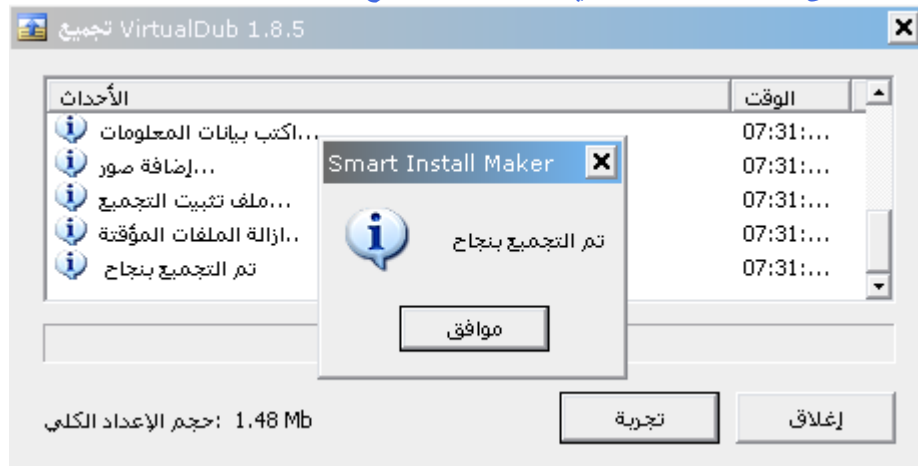 تجميع VirtualDub 1.8.5
الأحداث الوقت
اكتب بيانات المعلومات... 07:31:...
إضافة صور... 07:31:...
ملف تثبيت التجميع... 07:31:...
ازالة الملفات المؤقتة.. 07:31:...
تم التجميع بنجاح 07:31:...
Smart Install Maker
تم التجميع بنجاح
موافق
حجم الإعداد الكلي: 1.48 Mb
تجربة
إغلاق